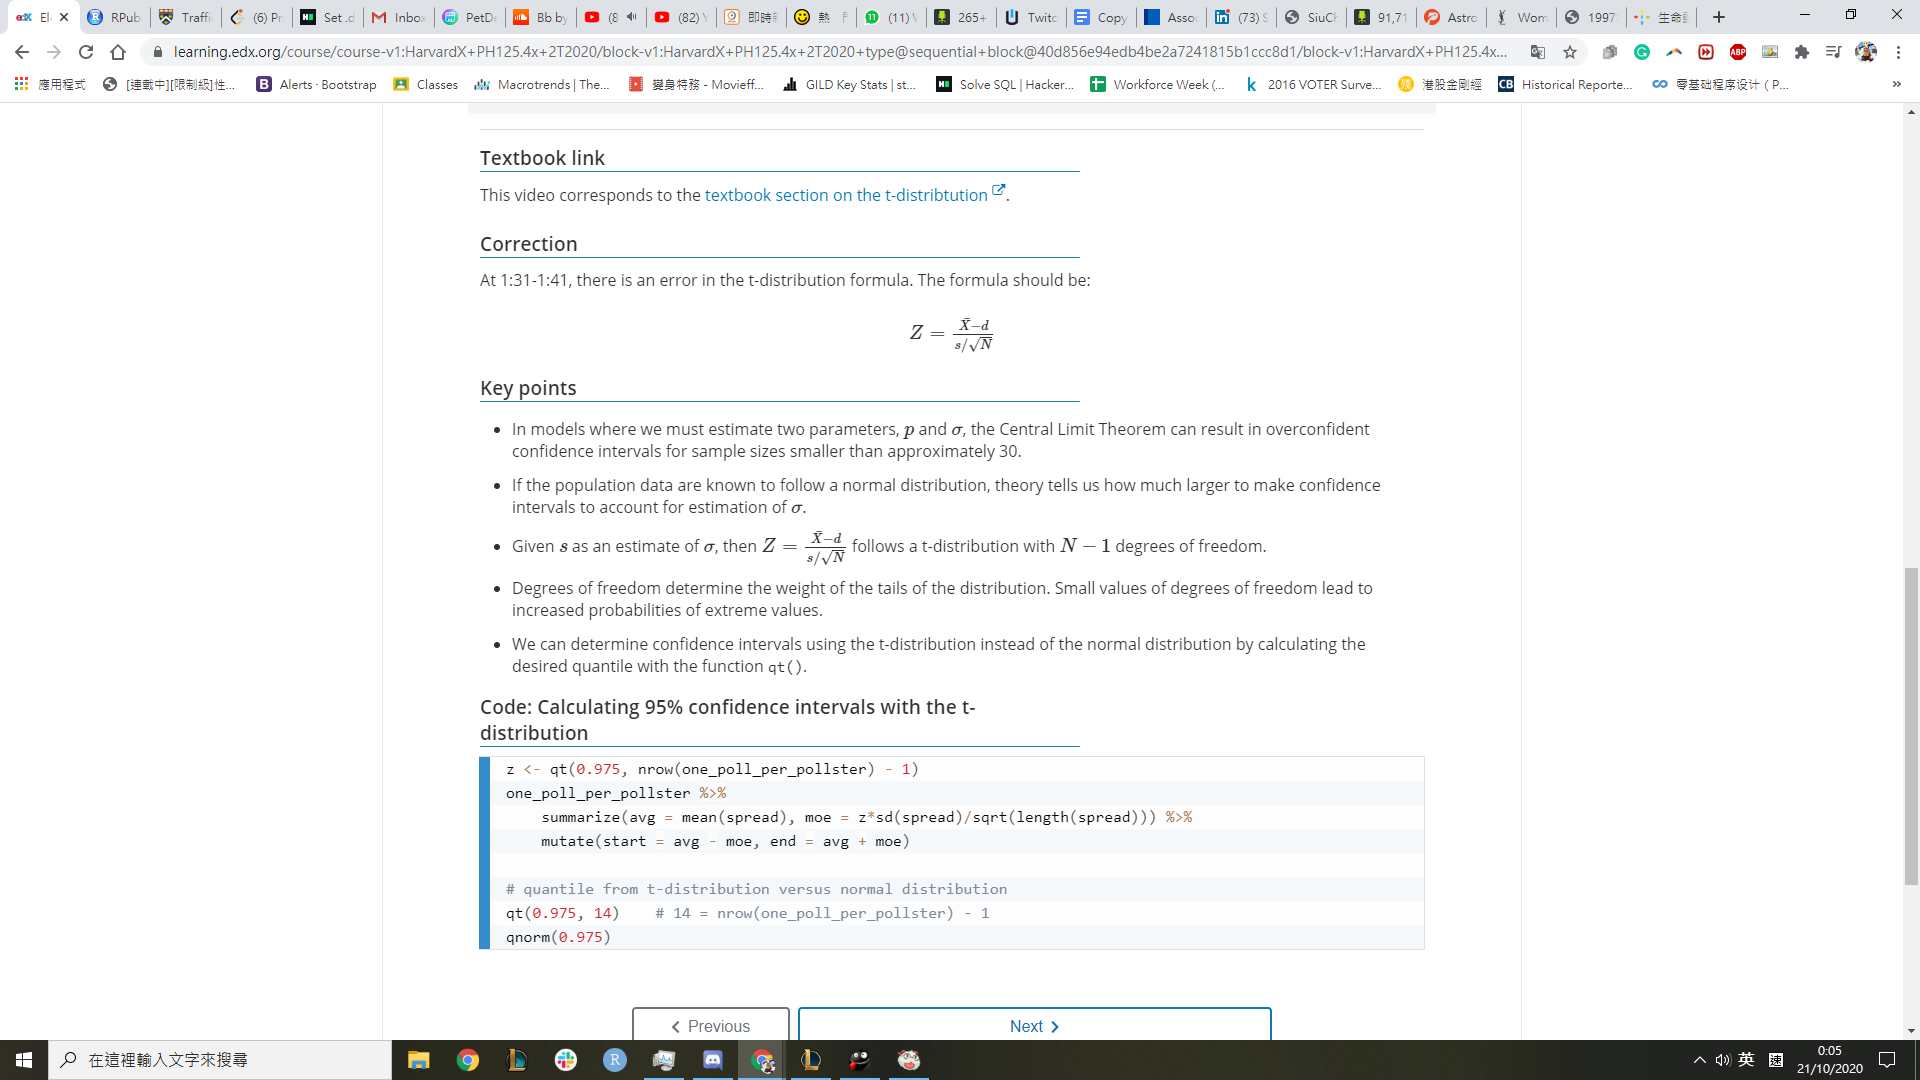 El
RPub
Traffi
(6) Pr
Set .d
Inbox
PetD
Bb by
(8
(82) Y
即時新
熱
(11) \
265+
Twitc
Copy
Assoc
(73) S
SiuCh
91,71
Astro
Wom
1997
生命
learning.edx.org/course/course-v1:HarvardX+PH125.4x+2T2020/block-v1:HarvardX+PH125.4x+2T2020+type@sequential+block@40d856e94edb4be2a7241815b1ccc8d1/block-v1:HarvardX+PH125.4x...
應用程式 [連載中][限制級]性... Alerts · Bootstrap Classes Macrotrends | The... 變身特務 - Movieff... GILD Key Stats | st... Solve SQL | Hacker... Workforce Week (... 2016 VOTER Surve... 港股金剛經 Historical Reporte... 零基础程序设计（P... »
Textbook link
This video corresponds to the textbook section on the t-distribtution.
Correction
At 1:31-1:41, there is an error in the t-distribution formula. The formula should be:
Z = X̄−d / s/√N
Key points
• In models where we must estimate two parameters, p and σ, the Central Limit Theorem can result in overconfident
confidence intervals for sample sizes smaller than approximately 30.
• If the population data are known to follow a normal distribution, theory tells us how much larger to make confidence
intervals to account for estimation of σ.
• Given s as an estimate of σ, then Z = X̄−d / s/√N follows a t-distribution with N − 1 degrees of freedom.
• Degrees of freedom determine the weight of the tails of the distribution. Small values of degrees of freedom lead to
increased probabilities of extreme values.
• We can determine confidence intervals using the t-distribution instead of the normal distribution by calculating the
desired quantile with the function qt().
Code: Calculating 95% confidence intervals with the t-
distribution
z <- qt(0.975, nrow(one_poll_per_pollster) - 1)
one_poll_per_pollster %>%
summarize(avg = mean(spread), moe = z*sd(spread)/sqrt(length(spread))) %>%
mutate(start = avg - moe, end = avg + moe)
# quantile from t-distribution versus normal distribution
qt(0.975, 14) # 14 = nrow(one_poll_per_pollster) - 1
qnorm(0.975)
Previous
Next
在這裡輸入文字來搜尋
英
0:05
21/10/2020